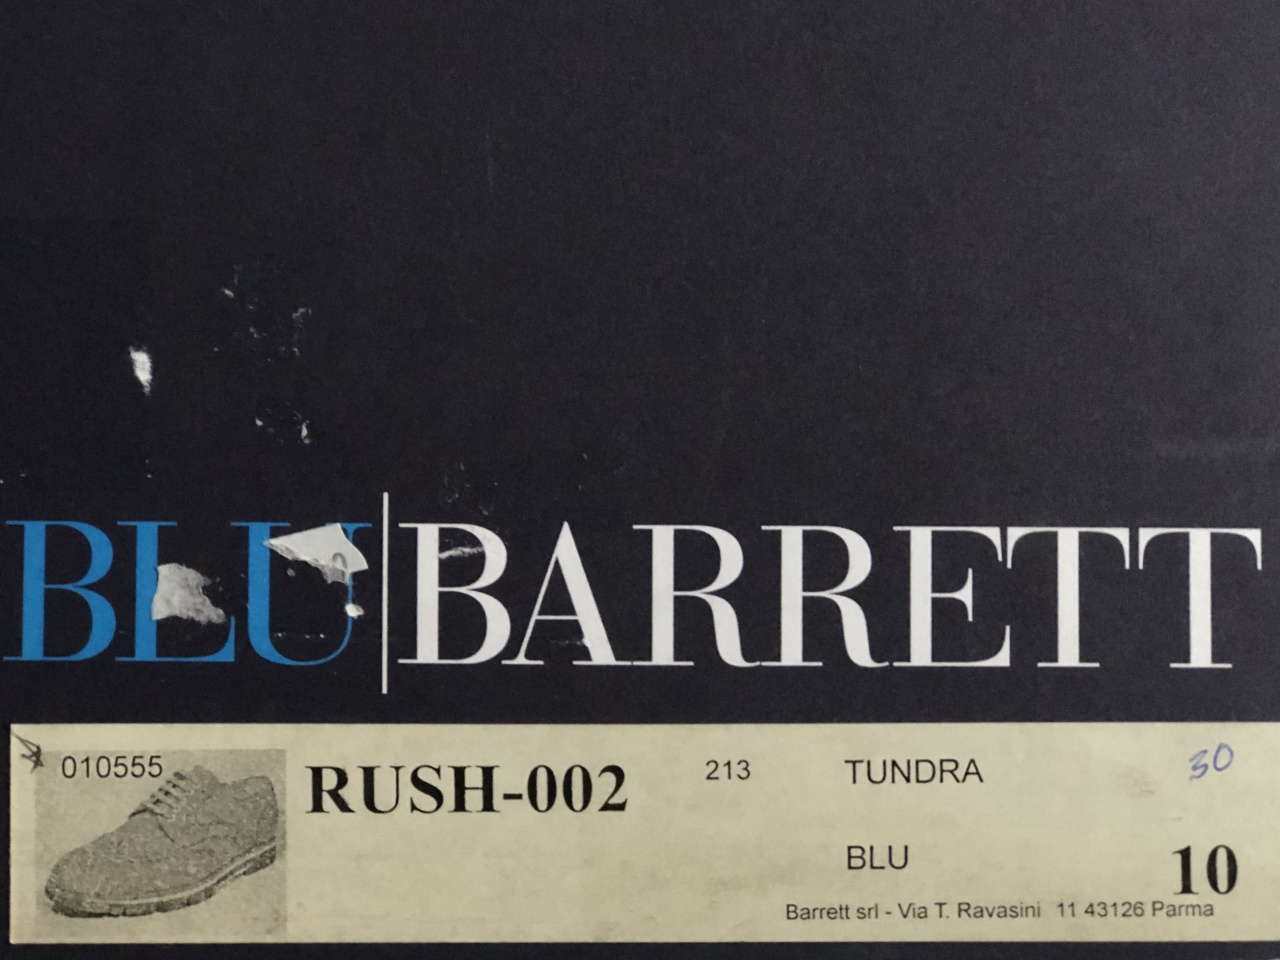 BLU|BARRETT
010555 RUSH-002 213 TUNDRA 30
BLU 10
Barrett srl - Via T. Ravasini 11 43126 Parma